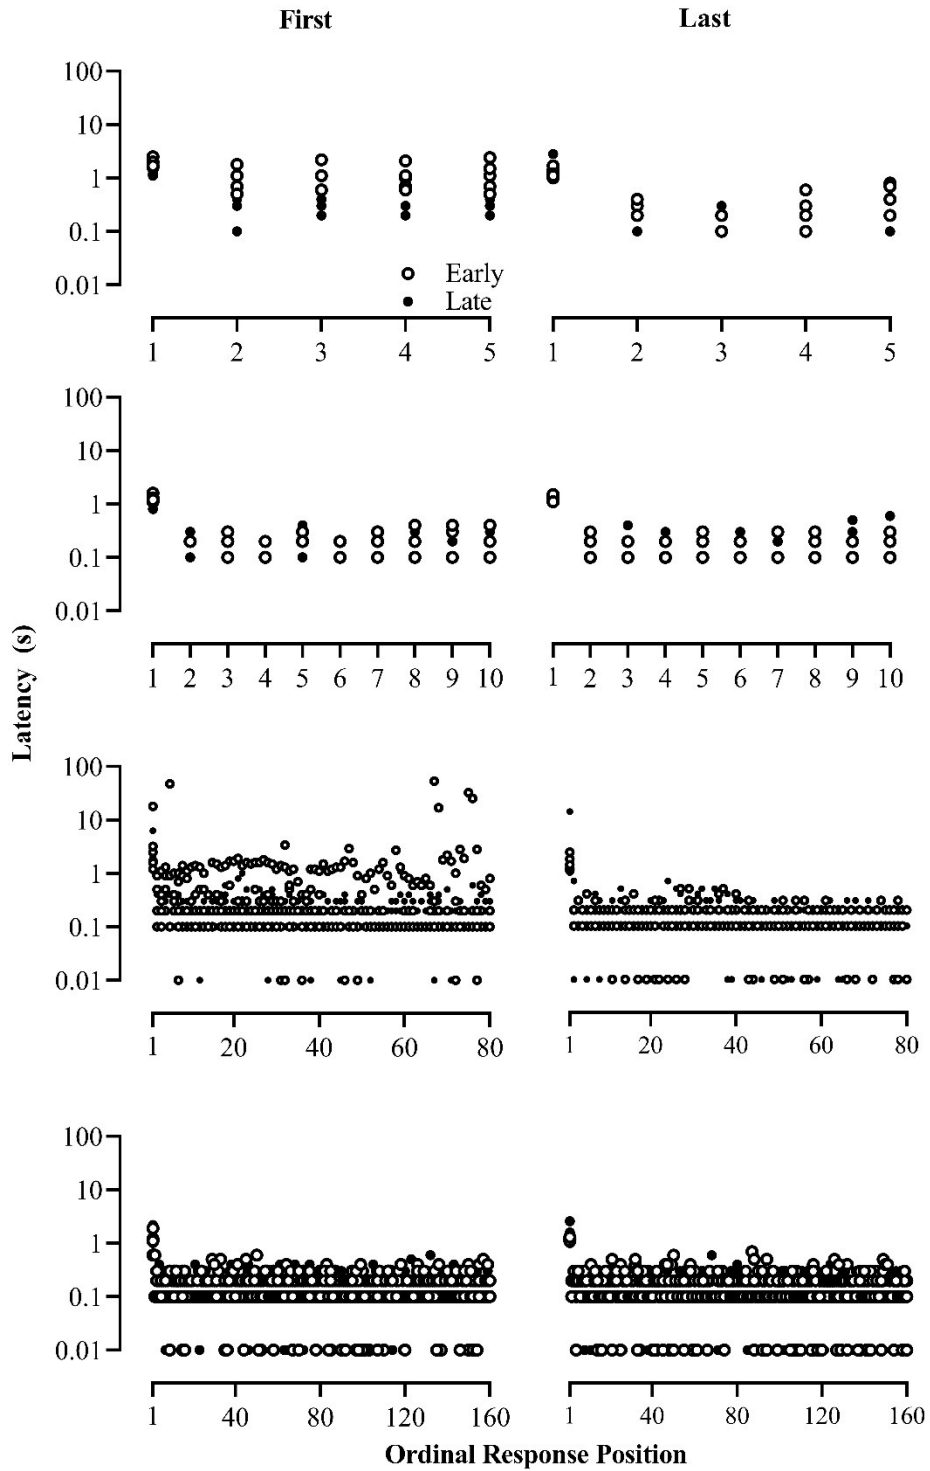 First Last
100
10
1
0.1
0.01
Early
Late
1 2 3 4 5 1 2 3 4 5
100
10
1
0.1
0.01
1 2 3 4 5 6 7 8 9 10 1 2 3 4 5 6 7 8 9 10
Latency (s)
100
10
1
0.1
0.01
1 20 40 60 80 1 20 40 60 80
100
10
1
0.1
0.01
1 40 80 120 160 1 40 80 120 160
Ordinal Response Position